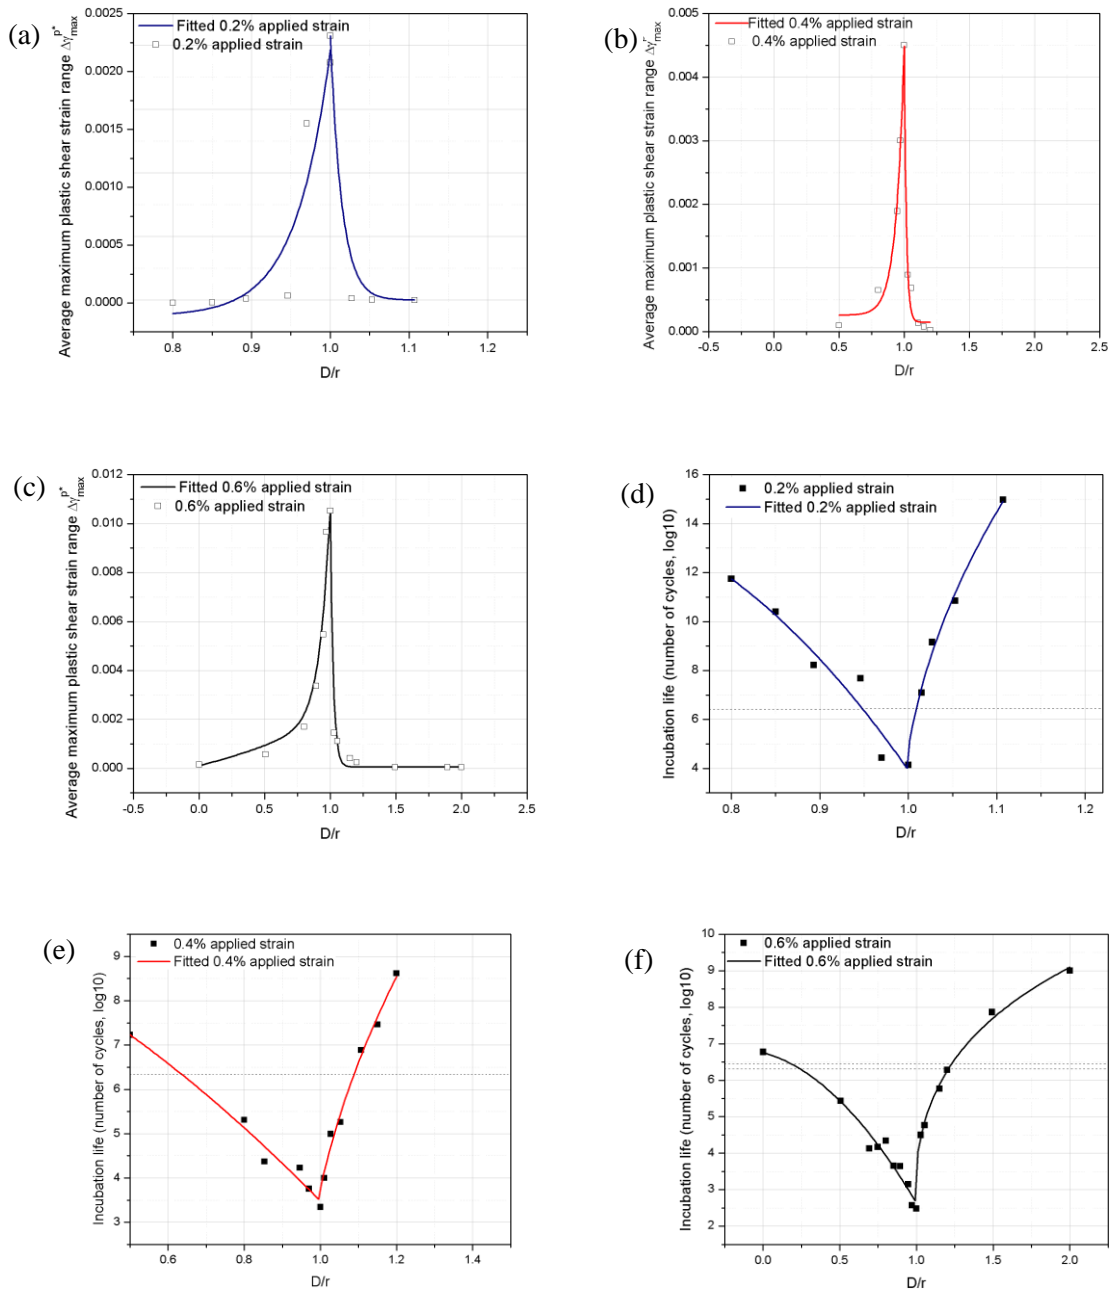 (a)
Fitted 0.2% applied strain
0.2% applied strain
Average maximum plastic shear strain range Δγ^p*_max
0.0025
0.0020
0.0015
0.0010
0.0005
0.0000
0.8 0.9 1.0 1.1 1.2
D/r
(b)
Fitted 0.4% applied strain
0.4% applied strain
Average maximum plastic shear strain range Δγ^r_max
0.005
0.004
0.003
0.002
0.001
0.000
-0.5 0.0 0.5 1.0 1.5 2.0 2.5
D/r
(c)
Fitted 0.6% applied strain
0.6% applied strain
Average maximum plastic shear strain range Δγ^p*_max
0.012
0.010
0.008
0.006
0.004
0.002
0.000
-0.5 0.0 0.5 1.0 1.5 2.0 2.5
D/r
(d)
0.2% applied strain
Fitted 0.2% applied strain
Incubation life (number of cycles, log10)
16
14
12
10
8
6
4
0.8 0.9 1.0 1.1 1.2
D/r
(e)
0.4% applied strain
Fitted 0.4% applied strain
Incubation life (number of cycles, log10)
9
8
7
6
5
4
3
0.6 0.8 1.0 1.2 1.4
D/r
(f)
0.6% applied strain
Fitted 0.6% applied strain
Incubation life (number of cycles, log10)
10
9
8
7
6
5
4
3
2
0.0 0.5 1.0 1.5 2.0
D/r